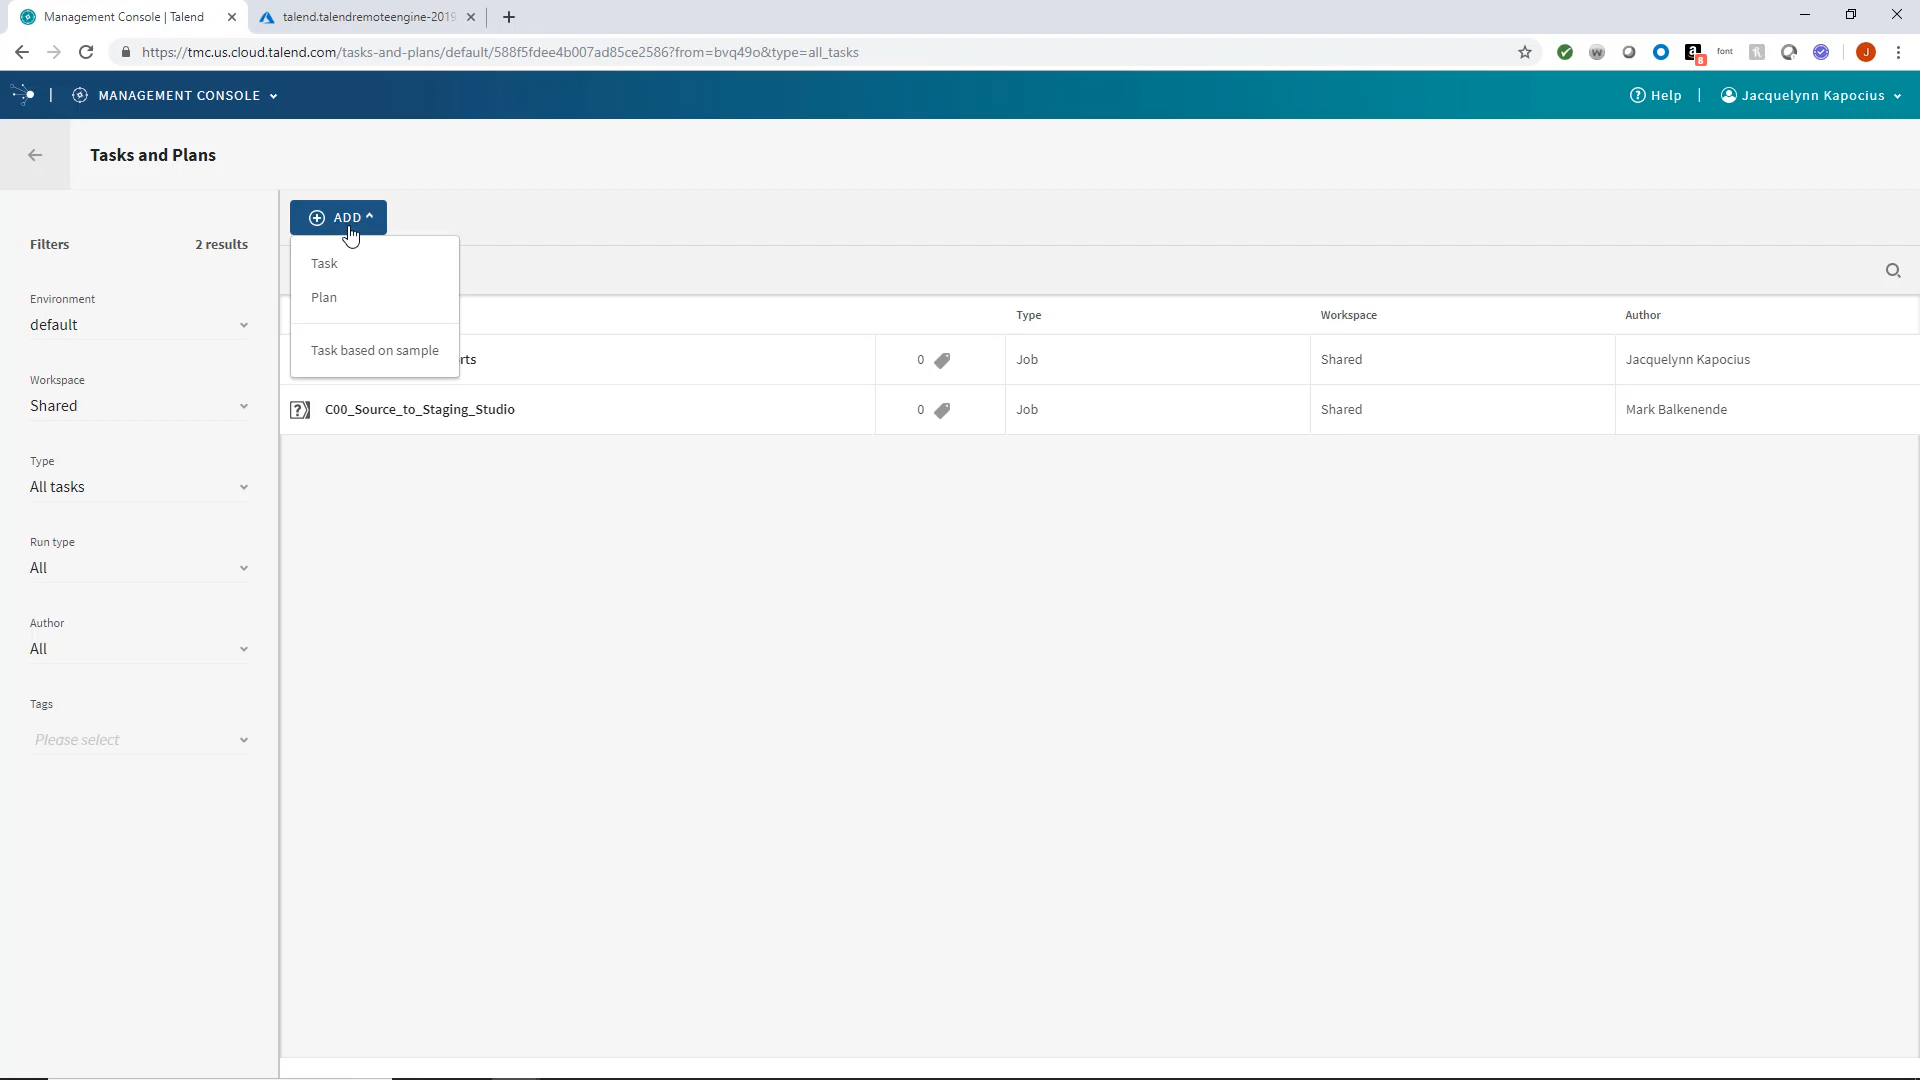 Management Console | Talend
talend.talendremoteengine-2019
https://tmc.us.cloud.talend.com/tasks-and-plans/default/588f5fdee4b007ad85ce2586?from=bvq49o&type=all_tasks
font
8
J
MANAGEMENT CONSOLE
Help
Jacquelynn Kapocius
Tasks and Plans
ADD
Filters
2 results
Task
Plan
Task based on sample
Environment
default
Workspace
Shared
Type
All tasks
Run type
All
Author
All
Tags
Please select
Type
Workspace
Author
rts
0
Job
Shared
Jacquelynn Kapocius
C00_Source_to_Staging_Studio
0
Job
Shared
Mark Balkenende